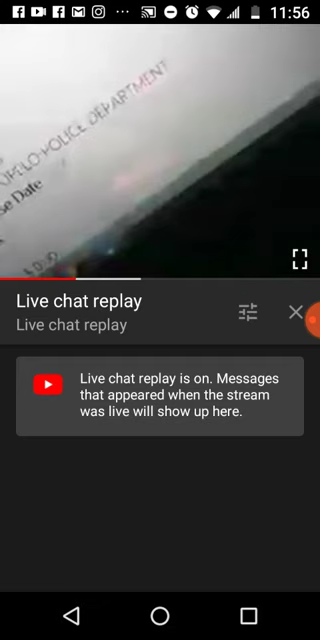 11:56
POLICE DEPARTMENT
se Date
Live chat replay
Live chat replay
Live chat replay is on. Messages
that appeared when the stream
was live will show up here.